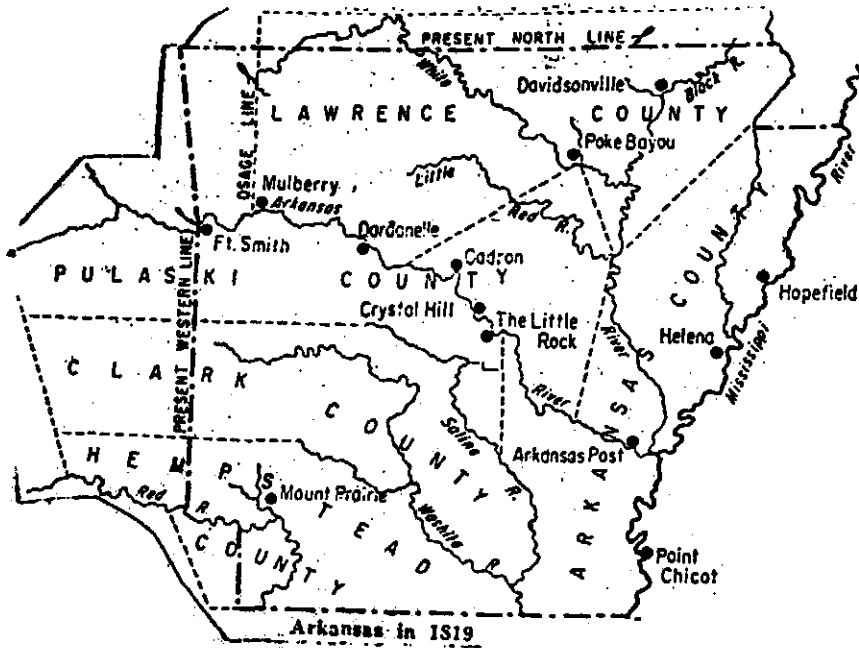 PRESENT NORTH LINE
White
Davidsonville
Black R.
LAWRENCE COUNTY
OSAGE LINE
Poke Bayou
Mulberry
Little
Red R.
Arkansas
River
Ft. Smith
Dardanelle
Cadron
PULASKI COUNTY
Hopefield
Crystal Hill
The Little
Rock
River
Helena
Mississippi
PRESENT WESTERN LINE
CLARK COUNTY
River
Saline R.
Arkansas Post
ARKANSAS COUNTY
HEMPSTEAD
COUNTY
Red R.
Mount Prairie
Washita R.
Point
Chicot
Arkansas in 1S19